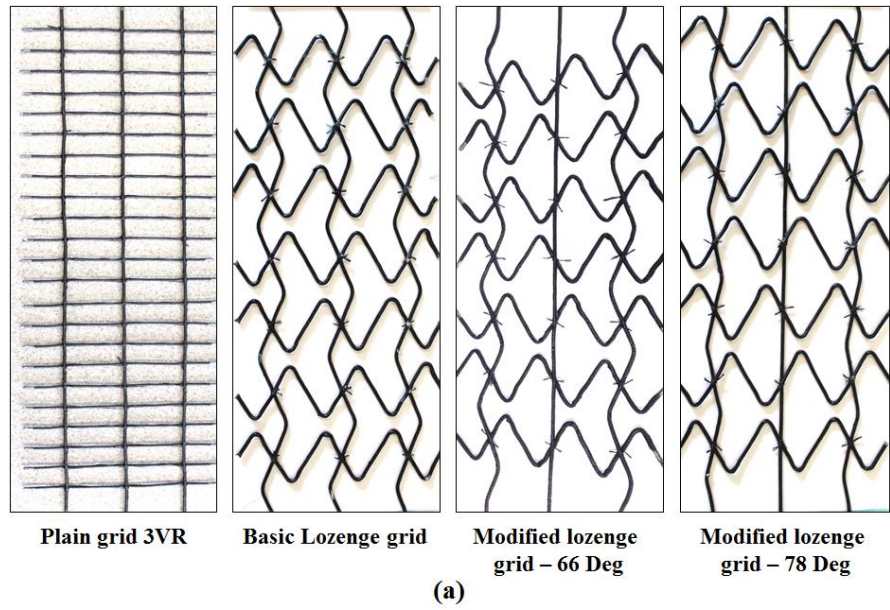 Plain grid 3VR
Basic Lozenge grid
Modified lozenge
grid – 66 Deg
Modified lozenge
grid – 78 Deg
(a)